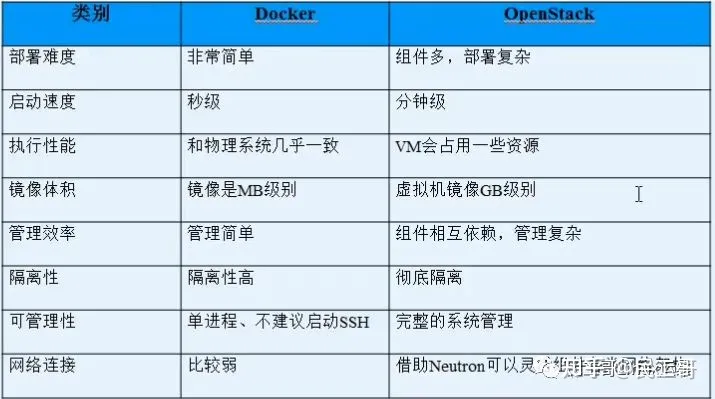 类别 Docker OpenStack
部署难度 非常简单 组件多，部署复杂
启动速度 秒级 分钟级
执行性能 和物理系统几乎一致 VM会占用一些资源
镜像体积 镜像是MB级别 虚拟机镜像GB级别
管理效率 管理简单 组件相互依赖，管理复杂
隔离性 隔离性高 彻底隔离
可管理性 单进程、不建议启动SSH 完整的系统管理
网络连接 比较弱 借助Neutron可以灵
知乎